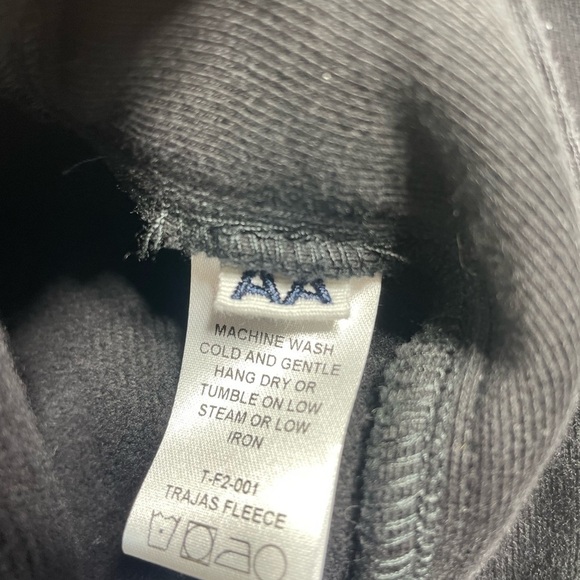 AA
MACHINE WASH
COLD AND GENTLE
HANG DRY OR
TUMBLE ON LOW
STEAM OR LOW
IRON
T-F2-001
TRAJAS FLEECE